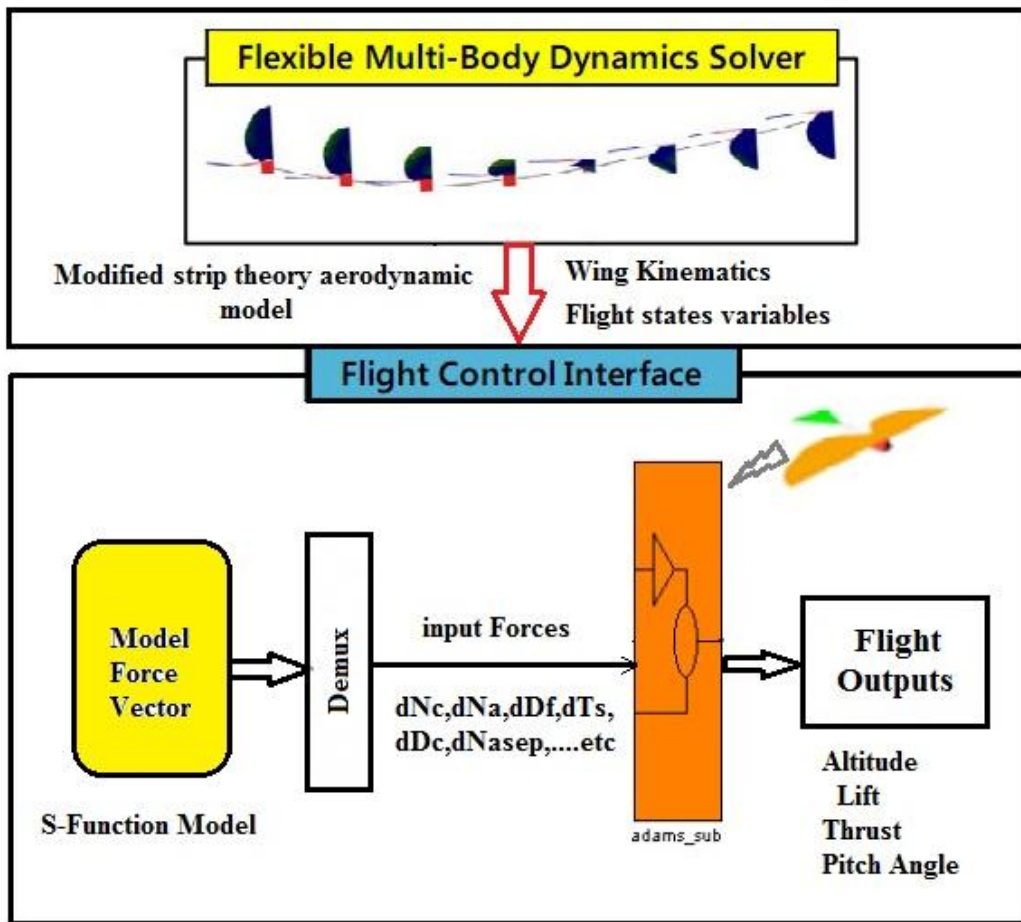 Flexible Multi-Body Dynamics Solver
Modified strip theory aerodynamic
model
Wing Kinematics
Flight states variables
Flight Control Interface
Model
Force
Vector
S-Function Model
Demux
input Forces
dNc,dNa,dDf,dTs,
dDc,dNasep,....etc
adams_sub
Flight
Outputs
Altitude
Lift
Thrust
Pitch Angle